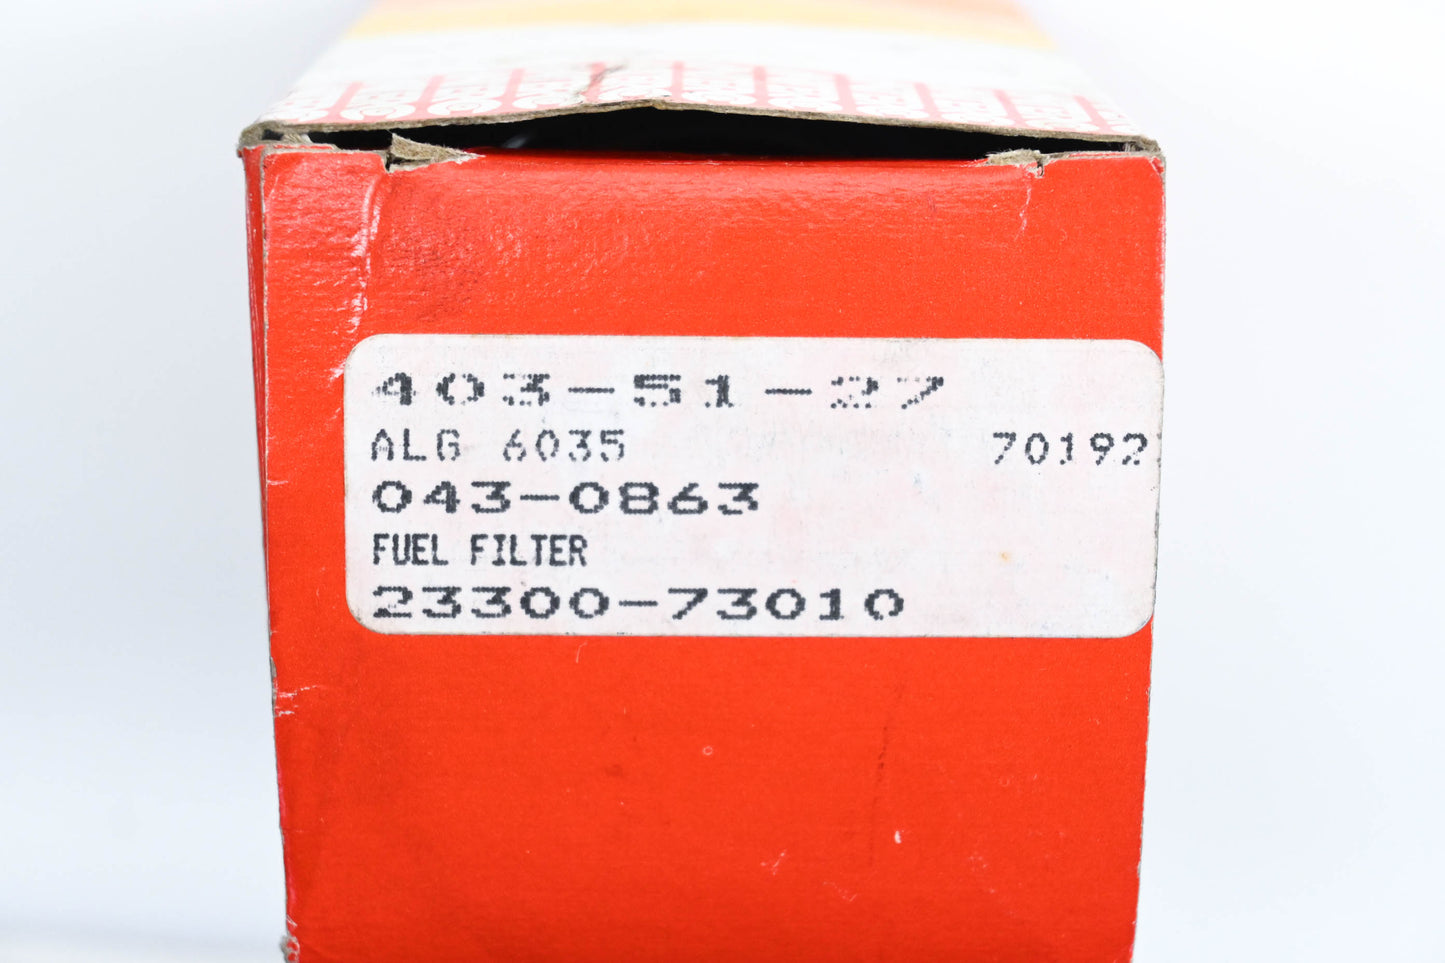 403-51-27
ALG 6035 70192
043-0863
FUEL FILTER
23300-73010